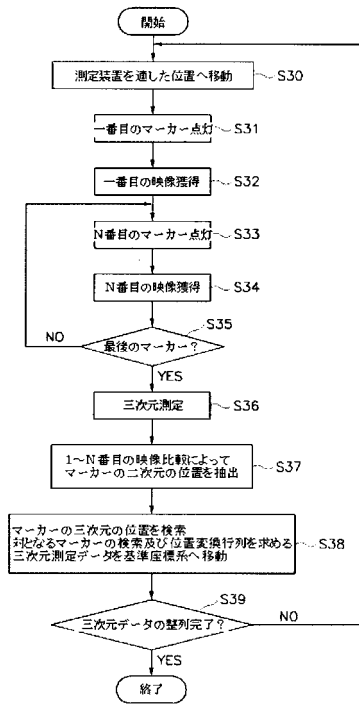 開始
測定装置を適した位置へ移動
S30
一番目のマーカー点灯
S31
一番目の映像獲得
S32
N番目のマーカー点灯
S33
N番目の映像獲得
S34
最後のマーカー?
S35
NO
YES
三次元測定
S36
1~N番目の映像比較によって
マーカーの二次元の位置を抽出
S37
マーカーの三次元の位置を検索
対となるマーカーの検索及び位置変換行列を求める
三次元測定データを基準座標系へ移動
S38
三次元データの整列完了?
S39
NO
YES
終了